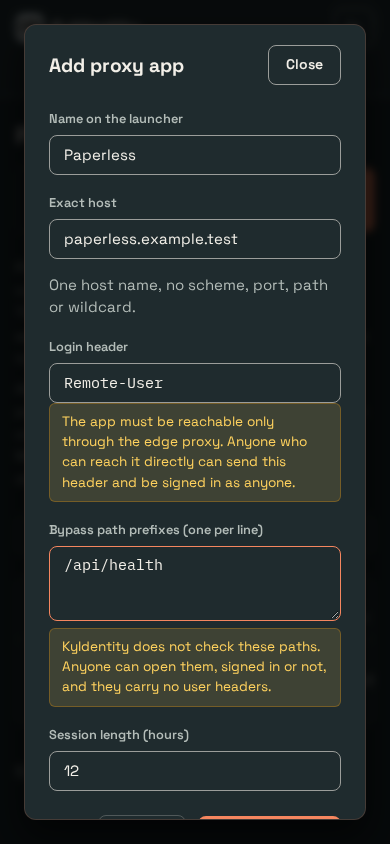 Add proxy app
Close
Name on the launcher
Paperless
Exact host
paperless.example.test
One host name, no scheme, port, path
or wildcard.
Login header
Remote-User
The app must be reachable only
through the edge proxy. Anyone who
can reach it directly can send this
header and be signed in as anyone.
Bypass path prefixes (one per line)
/api/health
KyIdentity does not check these paths.
Anyone can open them, signed in or not,
and they carry no user headers.
Session length (hours)
12